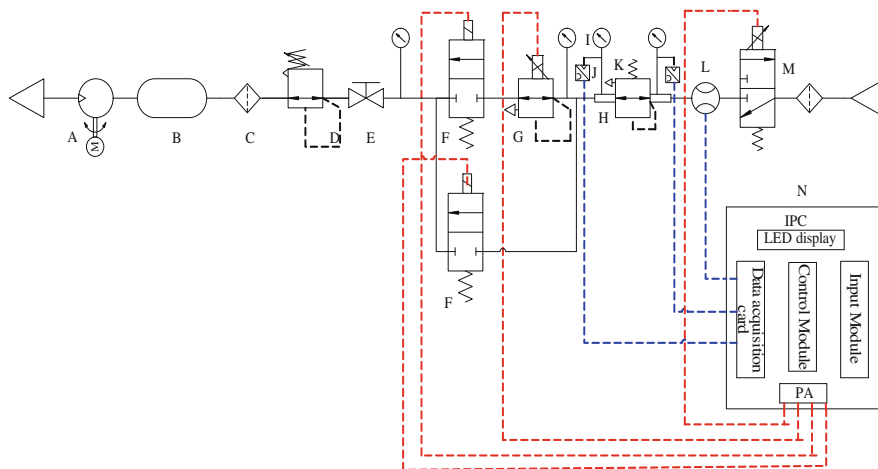 I
J
K
L
M
A
M
B
C
D
E
F
G
H
F
N
IPC
LED display
Data acquisition
card
Control Module
Input Module
PA